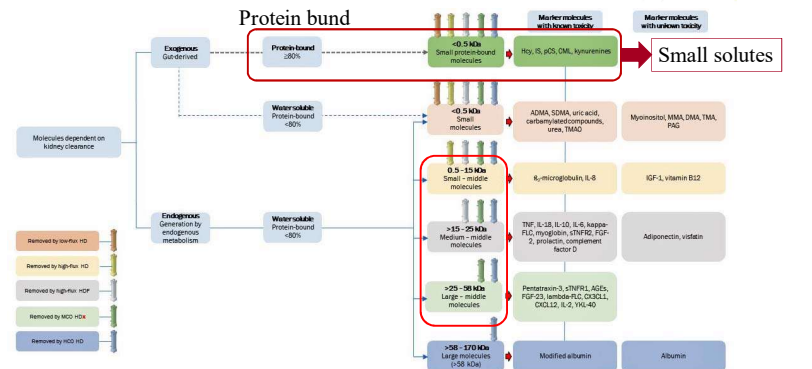 Protein bund
Marker molecules
with known toxicity
Marker molecules
with unkown toxicity
Exogenous
Gut-derived
Protein-bound
≥80%
<0.5 kDa
Small protein-bound
molecules
Hcy, IS, pCS, CML, kynurenines
Small solutes
Water soluble
Protein-bound
<80%
<0.5 kDa
Small
molecules
ADMA, SDMA, uric acid,
carbamylated compounds,
urea, TMAO
Myoinositol, MMA, DMA, TMA,
PAG
Molecules dependent on
kidney clearance
0.5 – 15 kDa
Small – middle
molecules
β₂-microglobulin, IL-8
IGF-1, vitamin B12
Endogenous
Generation by
endogenous
metabolism
Water soluble
Protein-bound
<80%
>15 – 25 kDa
Medium – middle
molecules
TNF, IL-18, IL-10, IL-6, kappa-
FLC, myoglobin, sTNFR2, FGF-
2, prolactin, complement
factor D
Adiponectin, visfatin
>25 – 58 kDa
Large – middle
molecules
Pentatraxin-3, sTNFR1, AGEs,
FGF-23, lambda-FLC, CX3CL1,
CXCL12, IL-2, YKL-40
>58 – 170 kDa
Large molecules
(>58 kDa)
Modified albumin
Albumin
Removed by low-flux HD
Removed by high-flux HD
Removed by high-flux HDF
Removed by MCO HDx
Removed by HCO HD